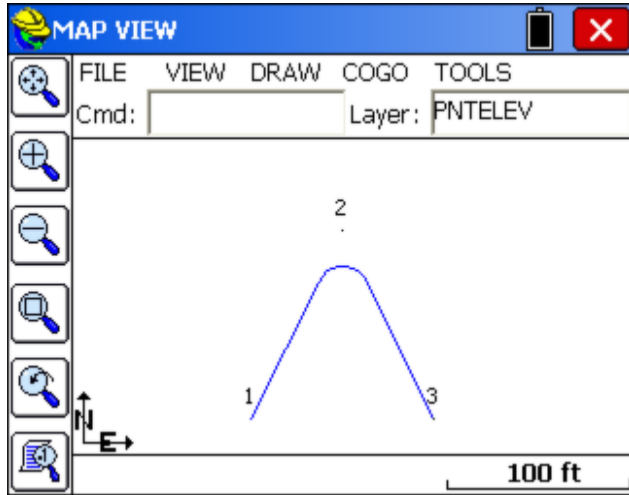 MAP VIEW
FILE VIEW DRAW COGO TOOLS
Cmd: Layer: PNTELEV
2
1 3
N
E
100 ft